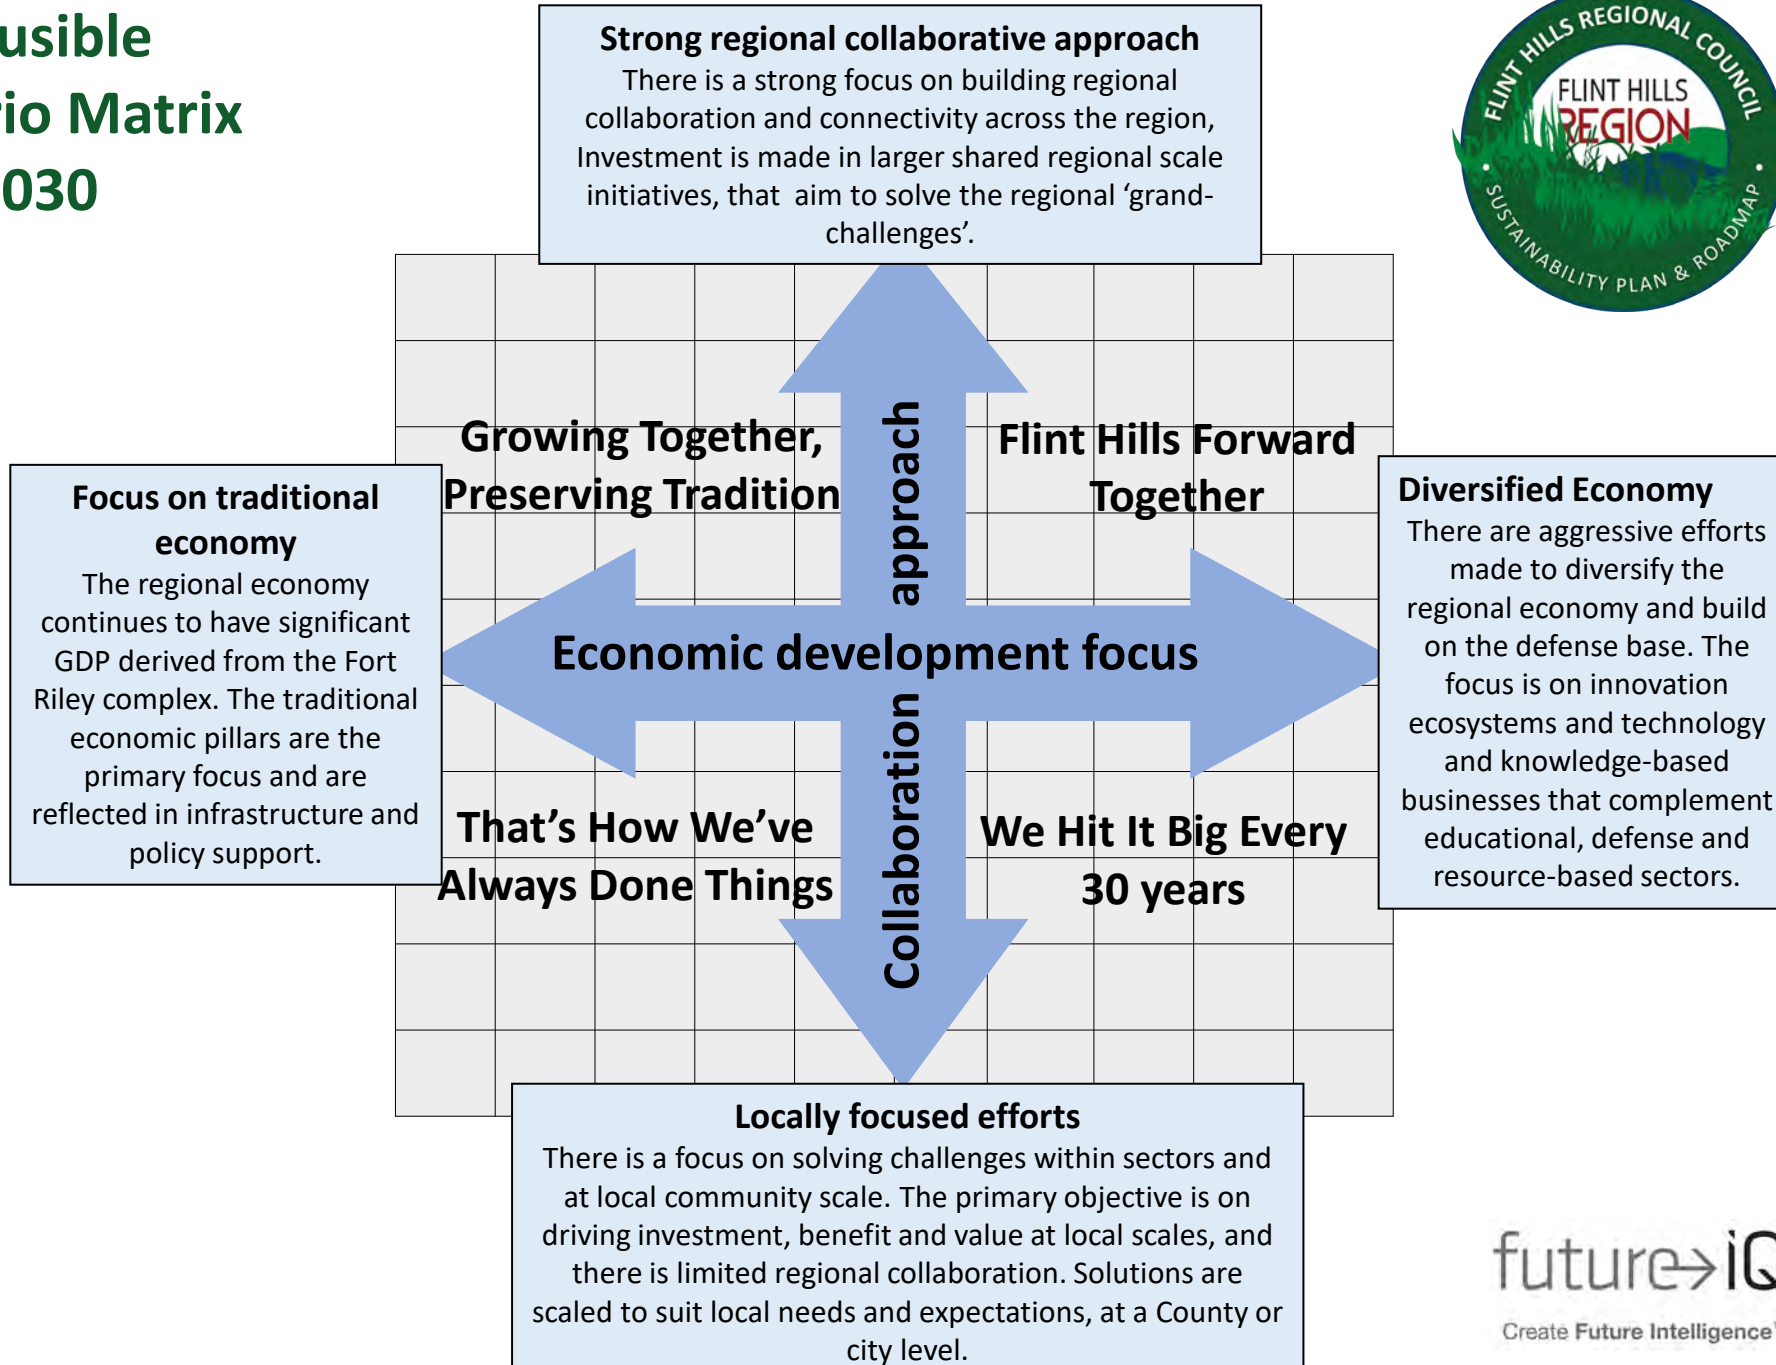 usible
io Matrix
030
Strong regional collaborative approach
There is a strong focus on building regional
collaboration and connectivity across the region,
Investment is made in larger shared regional scale
initiatives, that aim to solve the regional ‘grand-
challenges’.
FLINT HILLS REGIONAL COUNCIL
FLINT HILLS
REGION
• SUSTAINABILITY PLAN & ROADMAP •
Growing Together,
Preserving Tradition
Flint Hills Forward
Together
Focus on traditional
economy
The regional economy
continues to have significant
GDP derived from the Fort
Riley complex. The traditional
economic pillars are the
primary focus and are
reflected in infrastructure and
policy support.
Collaboration approach
Economic development focus
Diversified Economy
There are aggressive efforts
made to diversify the
regional economy and build
on the defense base. The
focus is on innovation
ecosystems and technology
and knowledge-based
businesses that complement
educational, defense and
resource-based sectors.
That’s How We’ve
Always Done Things
We Hit It Big Every
30 years
Locally focused efforts
There is a focus on solving challenges within sectors and
at local community scale. The primary objective is on
driving investment, benefit and value at local scales, and
there is limited regional collaboration. Solutions are
scaled to suit local needs and expectations, at a County or
city level.
future→iQ
Create Future Intelligence